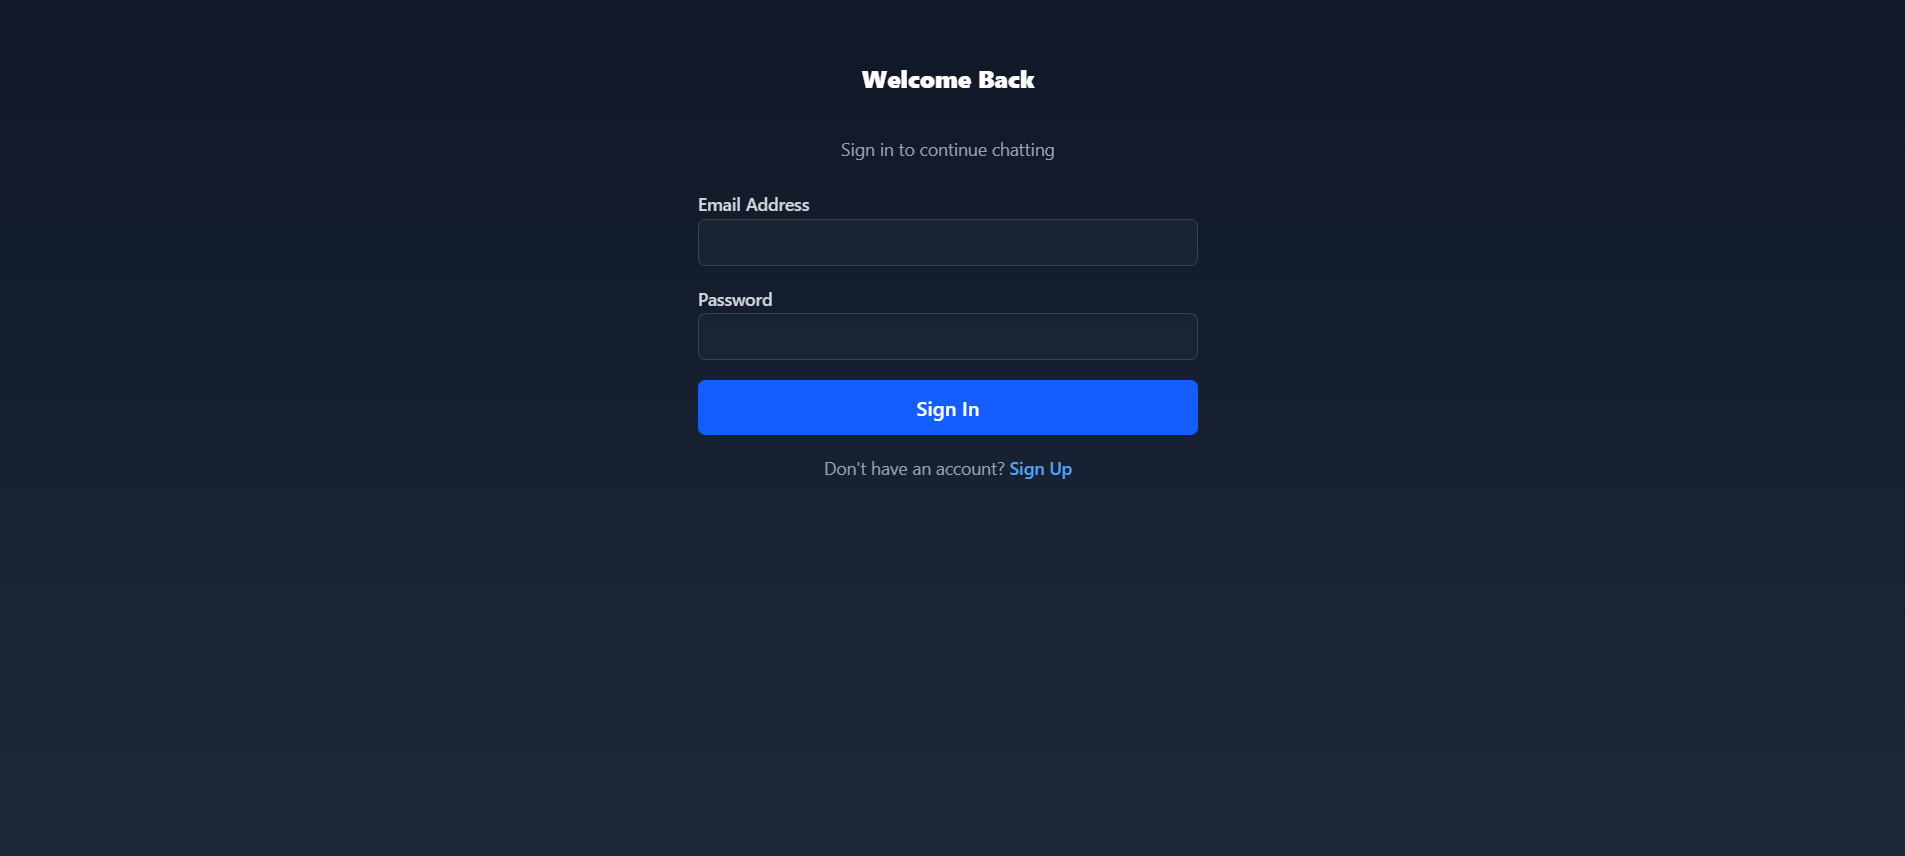 Welcome Back
Sign in to continue chatting
Email Address
Password
Sign In
Don't have an account? Sign Up